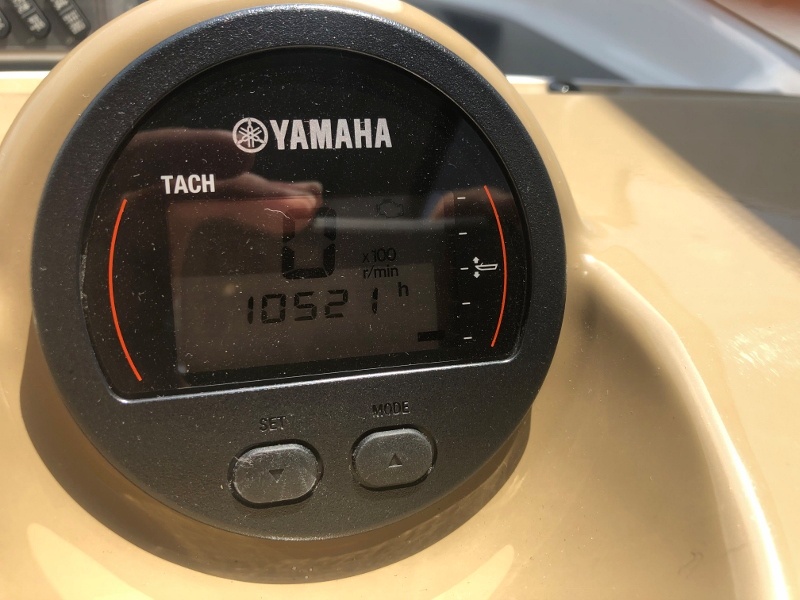 YAMAHA
TACH
0
x100
r/min
10521 h
SET
MODE